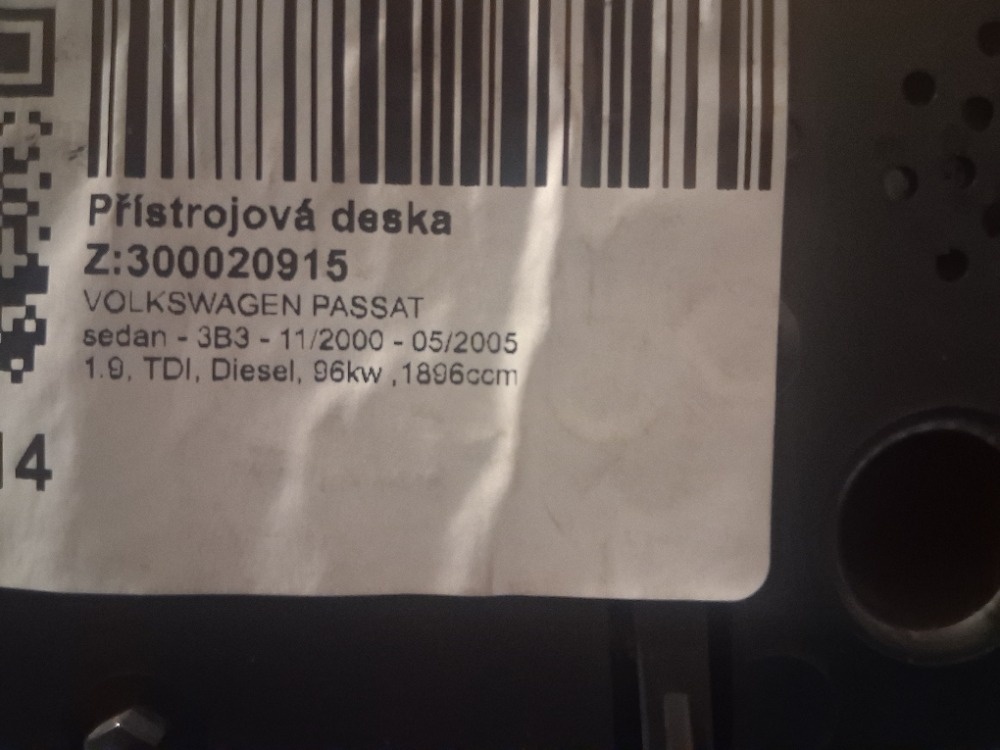 Přístrojová deska
Z:300020915
VOLKSWAGEN PASSAT
sedan - 3B3 - 11/2000 - 05/2005
1.9, TDI, Diesel, 96kw ,1896ccm
14